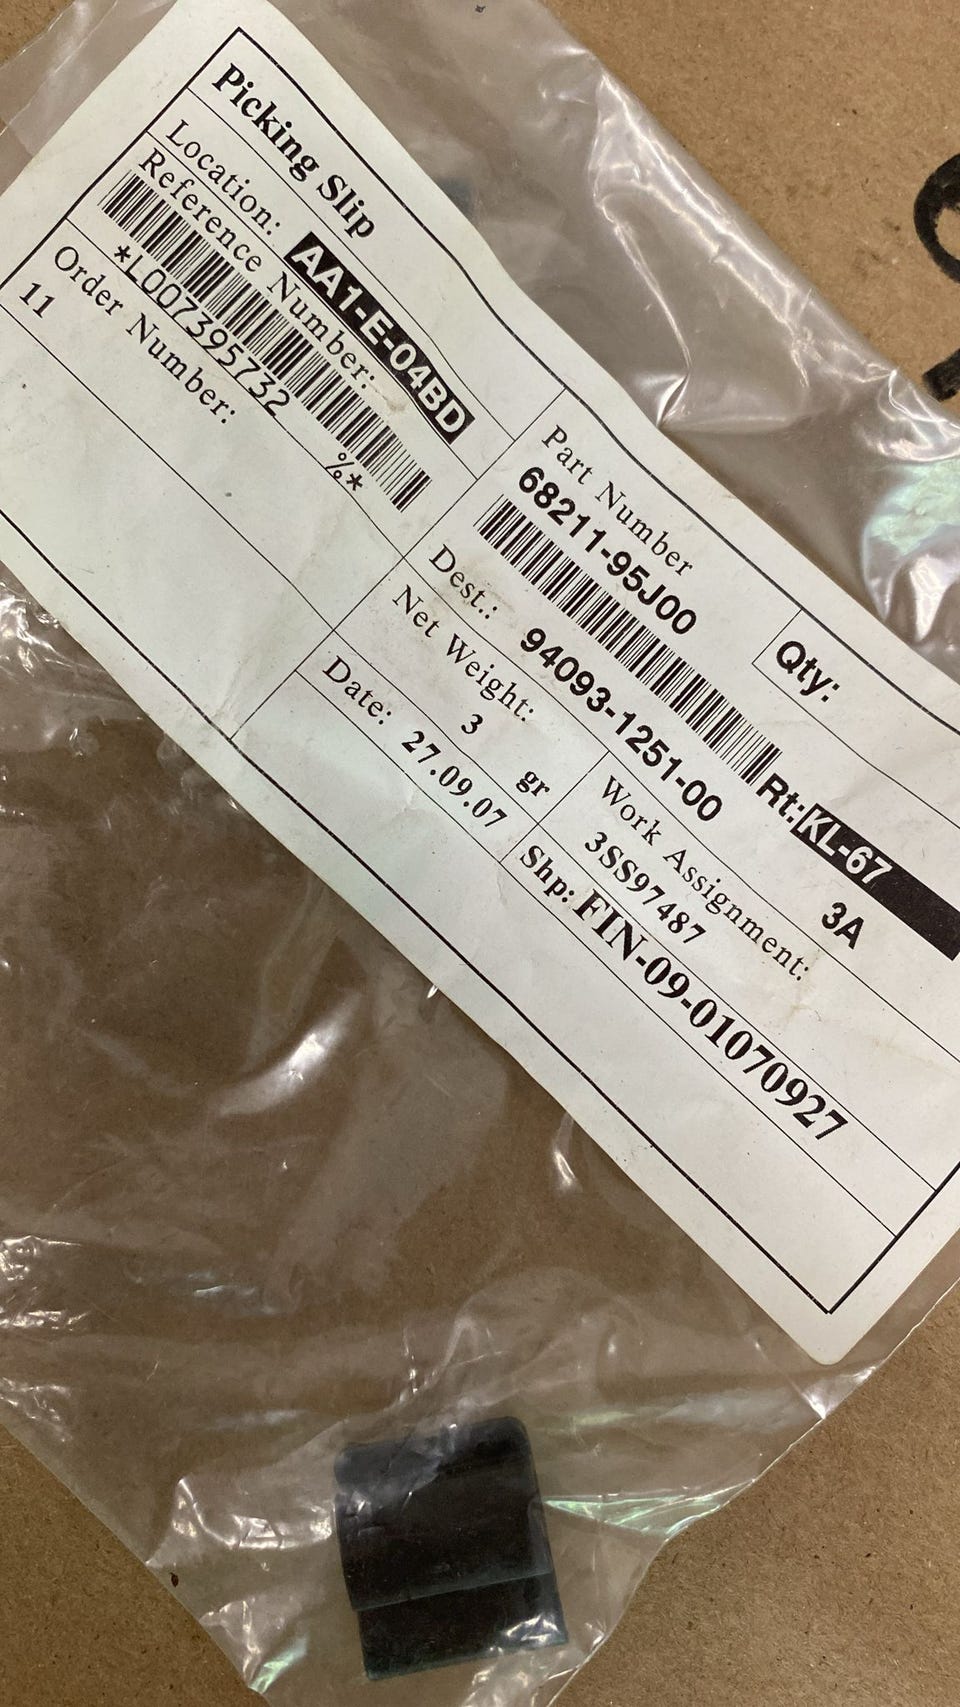 Picking Slip
Location: AA1-E-04BD
Reference Number:
*L007395732 %*
Order Number:
11
Part Number
68211-95J00
Qty:
Rt: KL-67
Dest.: 94093-1251-00 3A
Net Weight:
3 gr
Work Assignment:
3SS97487
Date: 27.09.07
Shp: FIN-09-01070927